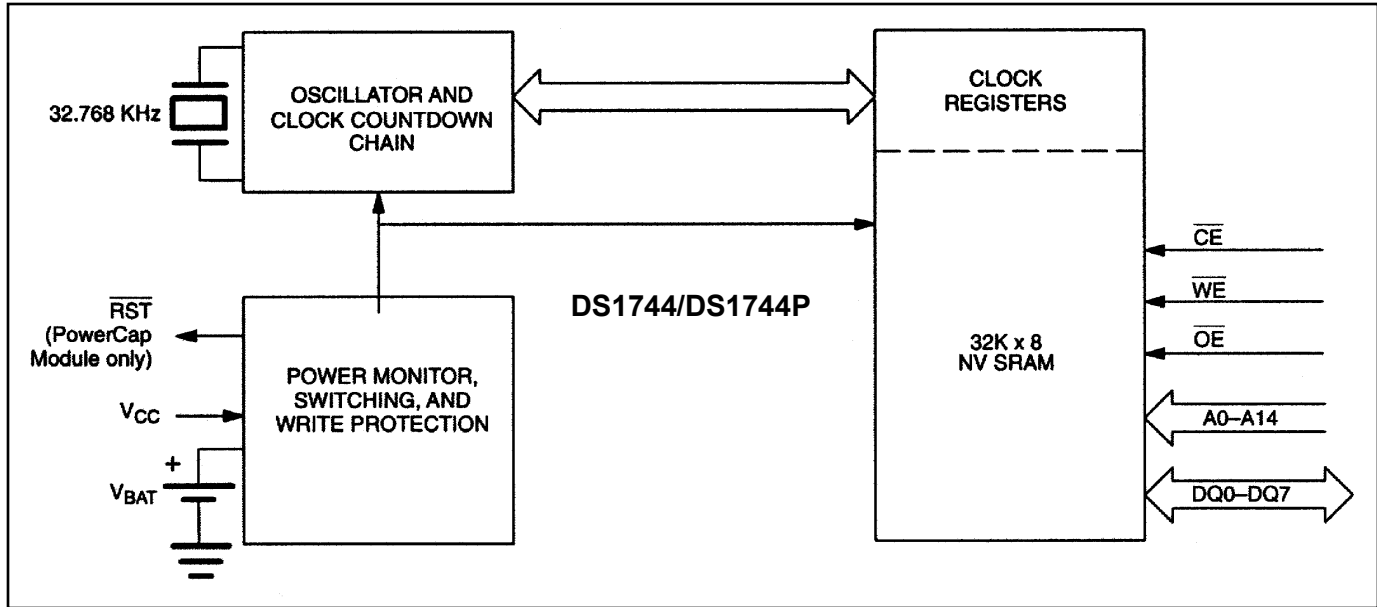 32.768 KHz
OSCILLATOR AND
CLOCK COUNTDOWN
CHAIN
CLOCK
REGISTERS
RST
(PowerCap
Module only)
VCC
+
VBAT
POWER MONITOR,
SWITCHING, AND
WRITE PROTECTION
DS1744/DS1744P
32K x 8
NV SRAM
CE
WE
OE
A0–A14
DQ0–DQ7